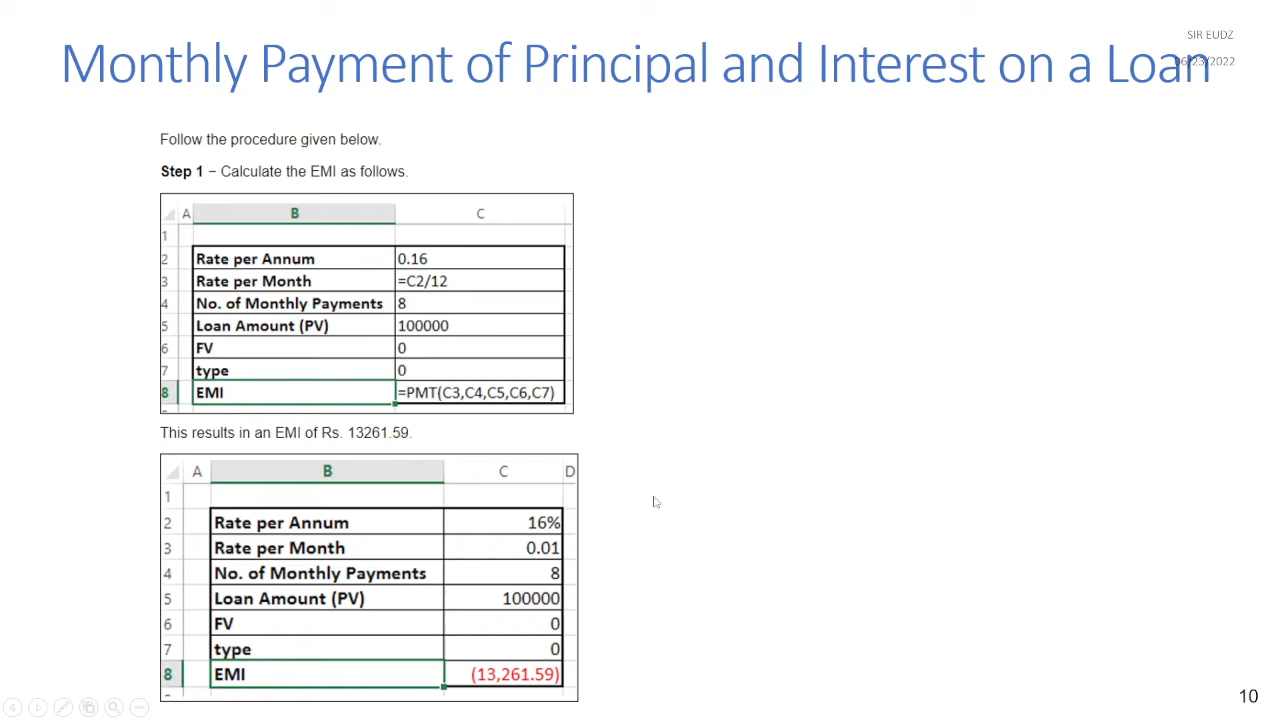 SIR EUDZ
Monthly Payment of Principal and Interest on a Loan
06/23/2022
Follow the procedure given below.
Step 1 − Calculate the EMI as follows.
A B C
1
2 Rate per Annum 0.16
3 Rate per Month =C2/12
4 No. of Monthly Payments 8
5 Loan Amount (PV) 100000
6 FV 0
7 type 0
8 EMI =PMT(C3,C4,C5,C6,C7)
This results in an EMI of Rs. 13261.59.
A B C D
1
2 Rate per Annum 16%
3 Rate per Month 0.01
4 No. of Monthly Payments 8
5 Loan Amount (PV) 100000
6 FV 0
7 type 0
8 EMI (13,261.59)
10